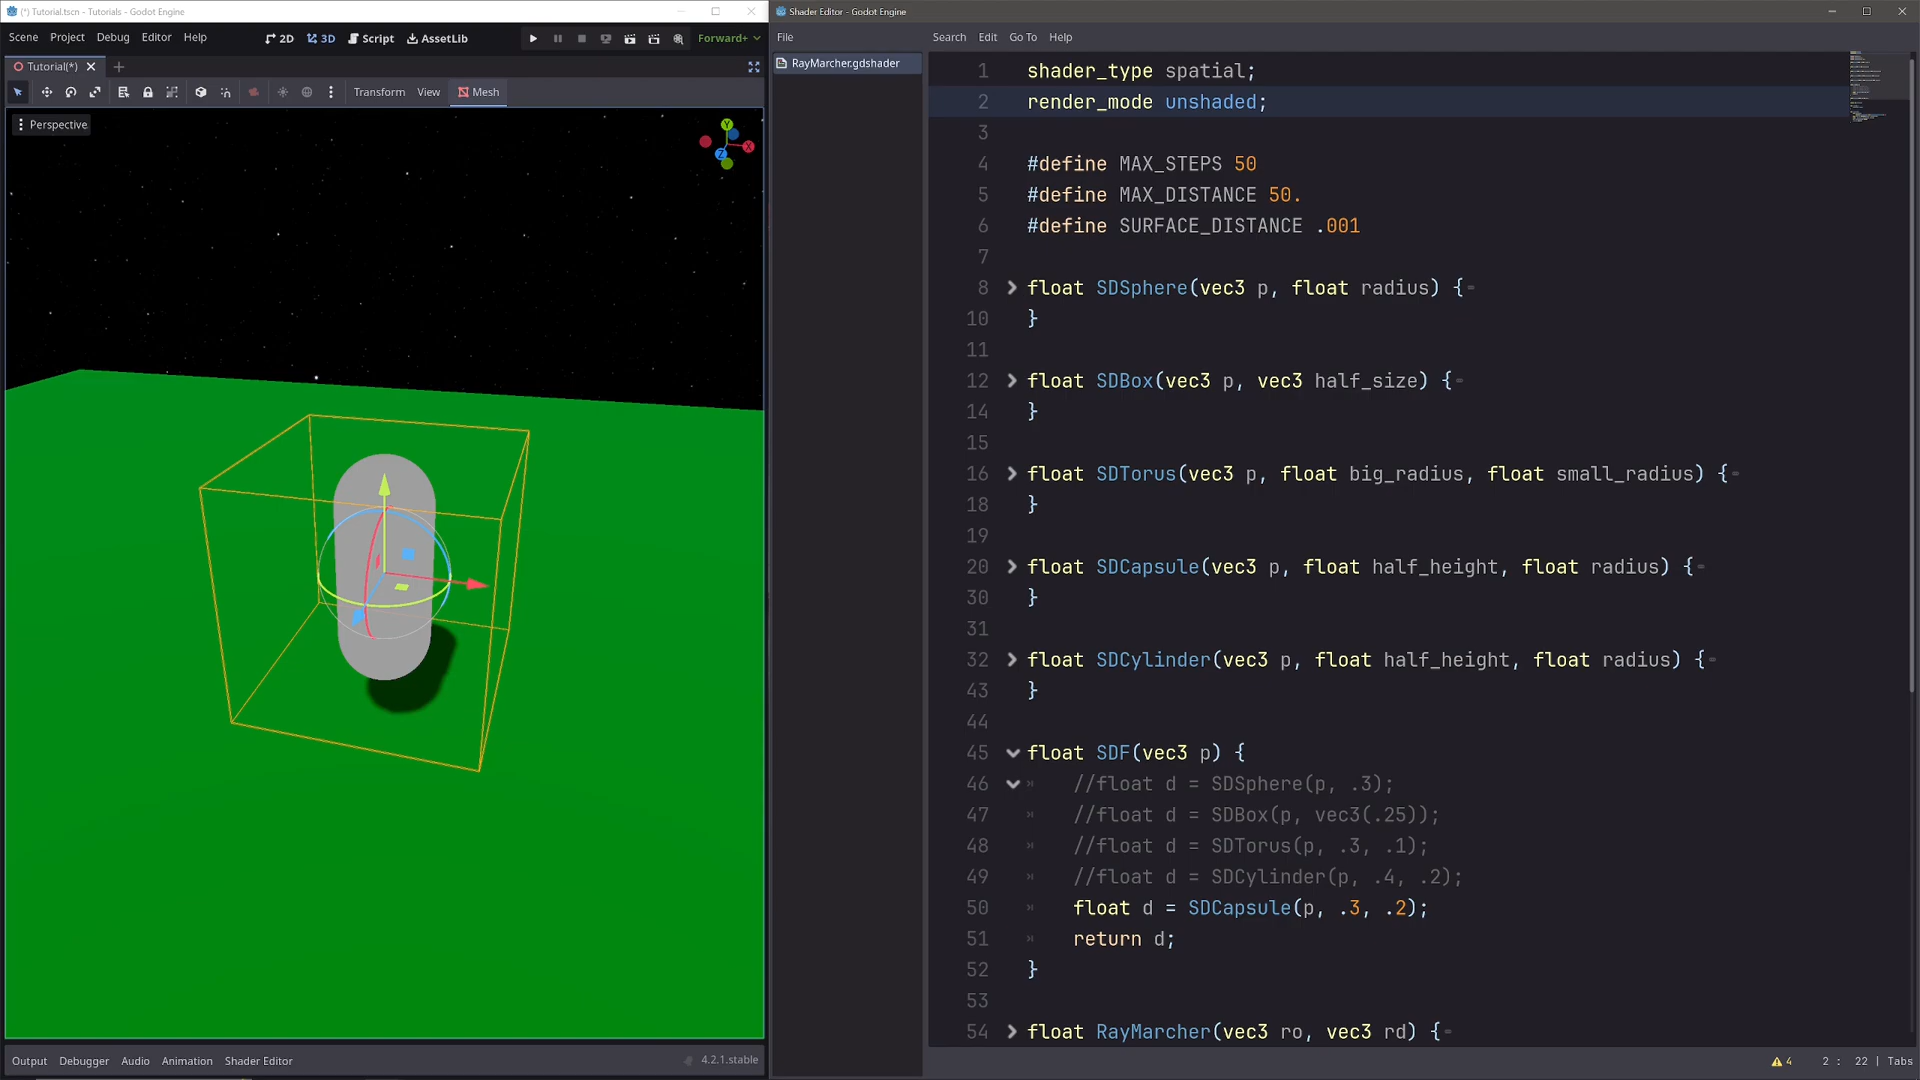 (*) Tutorial.tscn - Tutorials - Godot Engine
Scene Project Debug Editor Help 2D 3D Script AssetLib Forward+
Tutorial(*)
Transform View Mesh
Perspective
Y
X
Z
Output Debugger Audio Animation Shader Editor 4.2.1.stable
Shader Editor - Godot Engine
File Search Edit Go To Help
RayMarcher.gdshader
1 shader_type spatial;
2 render_mode unshaded;
3
4 #define MAX_STEPS 50
5 #define MAX_DISTANCE 50.
6 #define SURFACE_DISTANCE .001
7
8 float SDSphere(vec3 p, float radius) {
10 }
11
12 float SDBox(vec3 p, vec3 half_size) {
14 }
15
16 float SDTorus(vec3 p, float big_radius, float small_radius) {
18 }
19
20 float SDCapsule(vec3 p, float half_height, float radius) {
30 }
31
32 float SDCylinder(vec3 p, float half_height, float radius) {
43 }
44
45 float SDF(vec3 p) {
46 //float d = SDSphere(p, .3);
47 //float d = SDBox(p, vec3(.25));
48 //float d = SDTorus(p, .3, .1);
49 //float d = SDCylinder(p, .4, .2);
50 float d = SDCapsule(p, .3, .2);
51 return d;
52 }
53
54 float RayMarcher(vec3 ro, vec3 rd) {
4 2 : 22 | Tabs